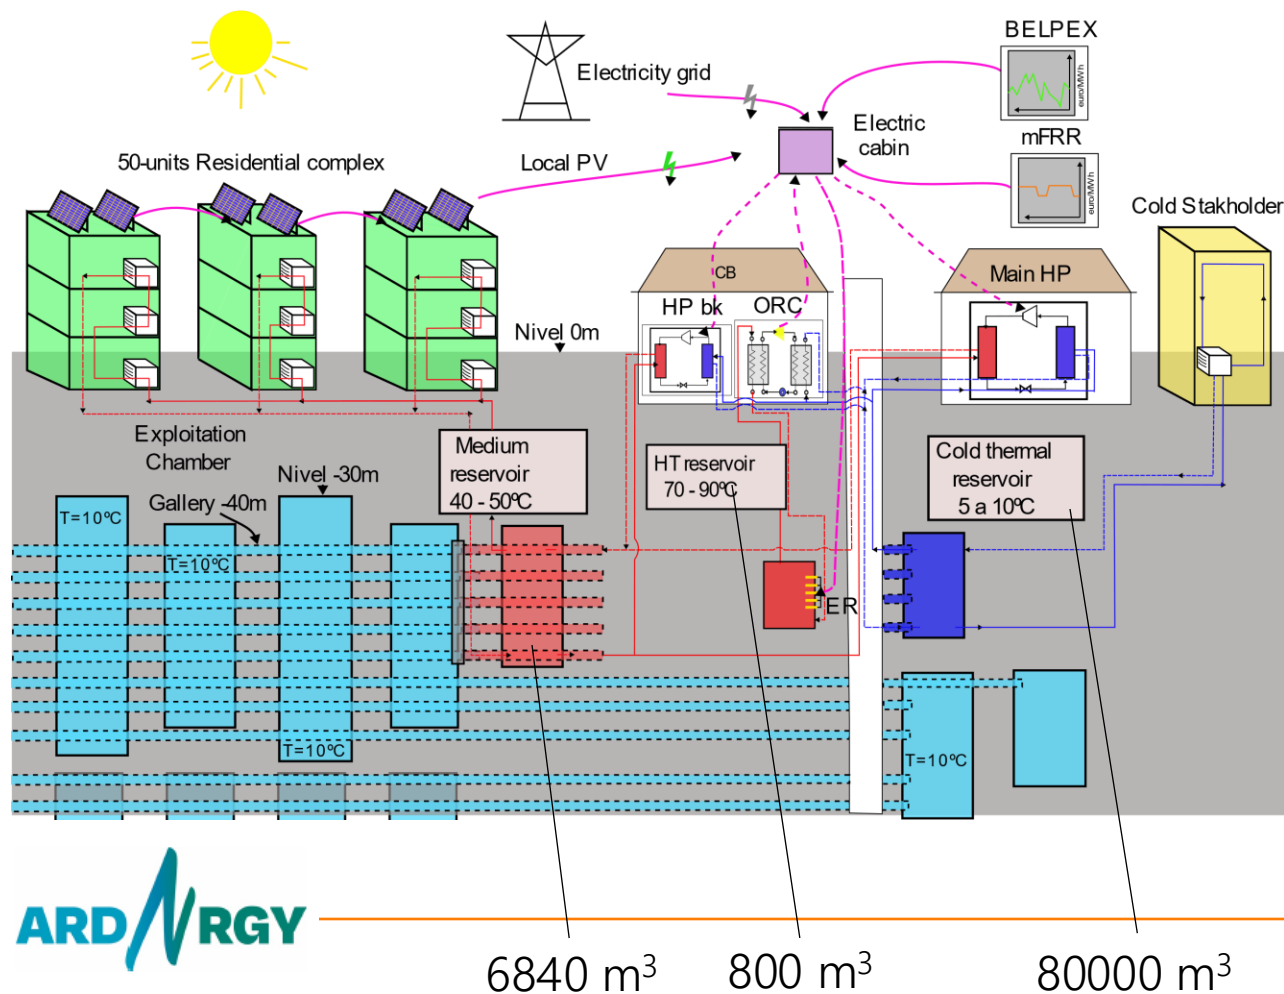 BELPEX
euro/MWh
Electricity grid
mFRR
euro/MWh
Electric
cabin
50-units Residential complex
Local PV
Cold Stakholder
CB
Main HP
HP bk
ORC
Nivel 0m
Exploitation
Chamber
Medium
reservoir
40 - 50ºC
HT reservoir
70 - 90ºC
Cold thermal
reservoir
5 a 10ºC
Nivel -30m
Gallery -40m
T=10ºC
T=10ºC
ER
T=10ºC
T=10ºC
ARDNRGY
6840 m³
800 m³
80000 m³